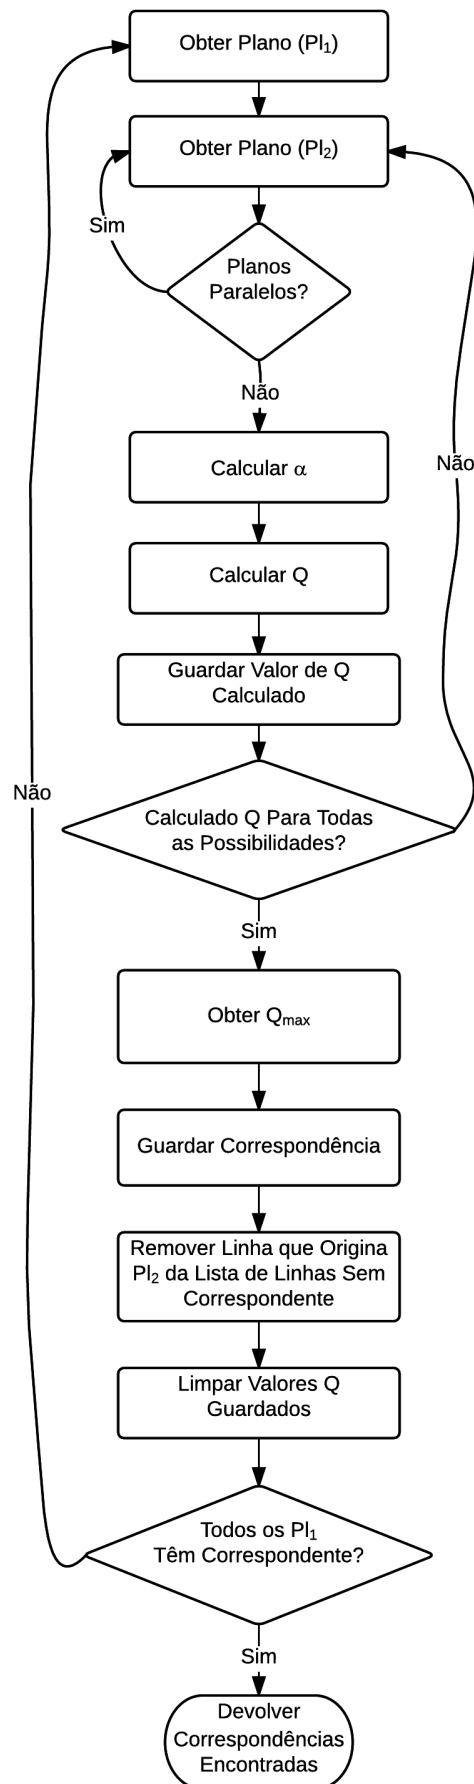 Obter Plano (Pl₁)
Obter Plano (Pl₂)
Sim
Planos
Paralelos?
Não
Calcular α
Não
Calcular Q
Guardar Valor de Q
Calculado
Não
Calculado Q Para Todas
as Possibilidades?
Sim
Obter Qₘₐₓ
Guardar Correspondência
Remover Linha que Origina
Pl₂ da Lista de Linhas Sem
Correspondente
Limpar Valores Q
Guardados
Todos os Pl₁
Têm Correspondente?
Sim
Devolver
Correspondências
Encontradas